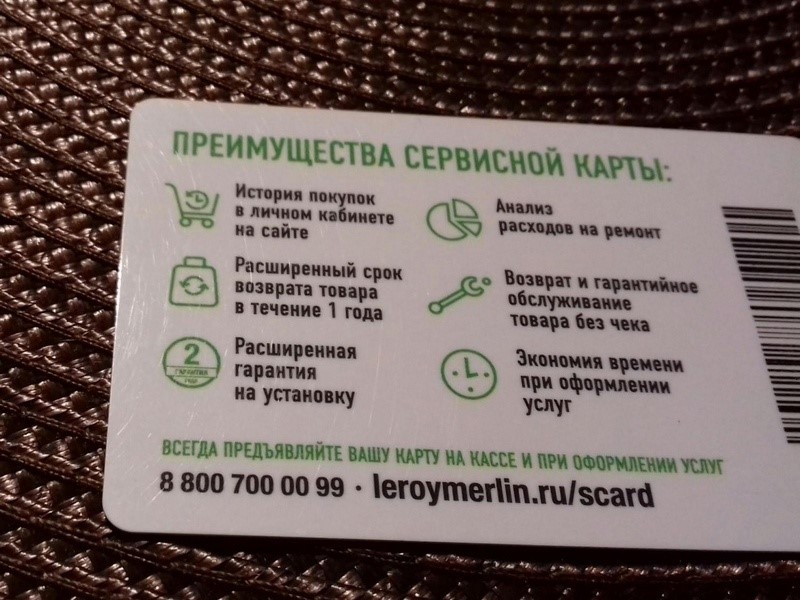 ПРЕИМУЩЕСТВА СЕРВИСНОЙ КАРТЫ:
История покупок
в личном кабинете
на сайте
Анализ
расходов на ремонт
Расширенный срок
возврата товара
в течение 1 года
Возврат и гарантийное
обслуживание
товара без чека
2
ГАРАНТИЯ
ГОДА
Расширенная
гарантия
на установку
Экономия времени
при оформлении
услуг
ВСЕГДА ПРЕДЪЯВЛЯЙТЕ ВАШУ КАРТУ НА КАССЕ И ПРИ ОФОРМЛЕНИИ УСЛУГ
8 800 700 00 99 · leroymerlin.ru/scard